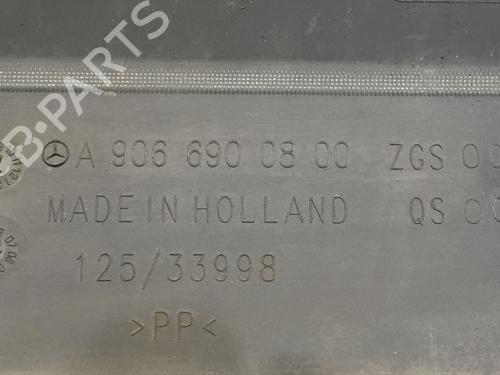 A 906 690 08 00 ZGS 00
MADE IN HOLLAND QS 00
125/33998
>PP<
B-PARTS